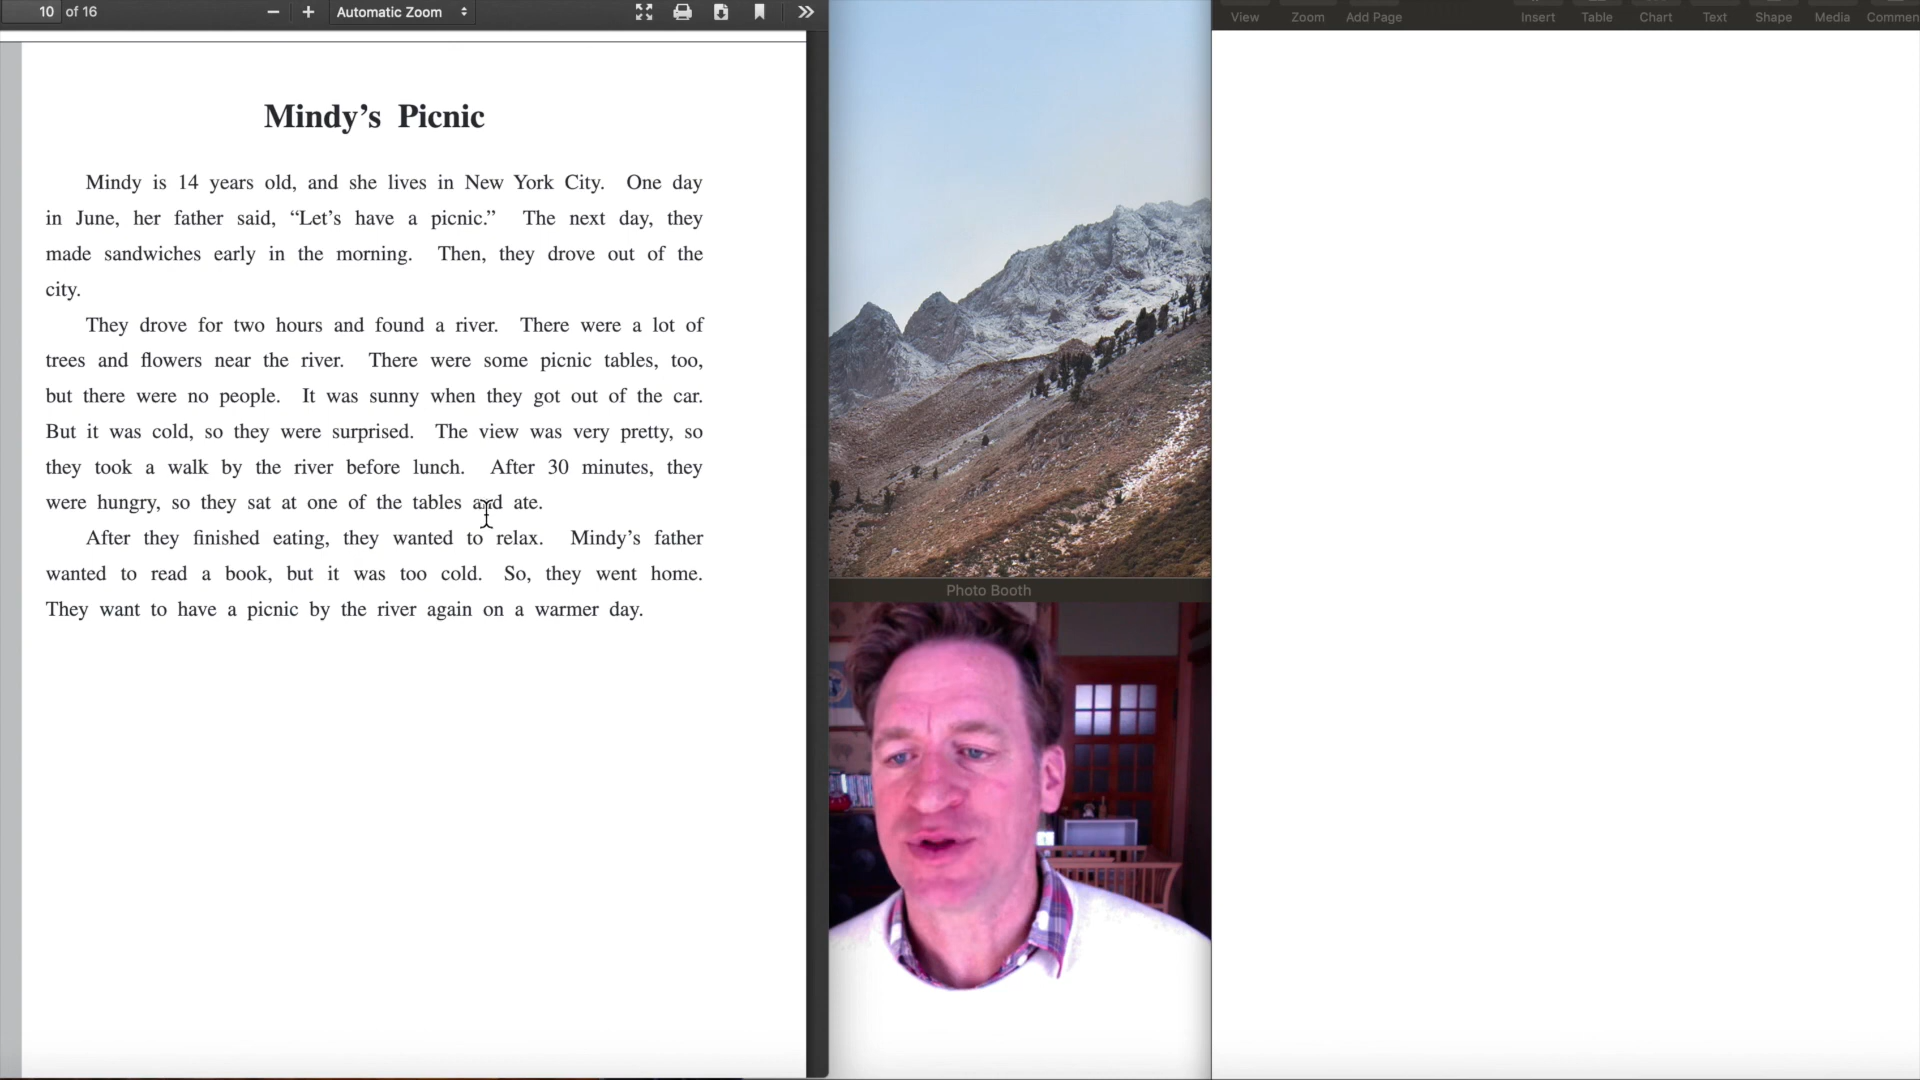 10 of 16
Automatic Zoom
View Zoom Add Page Insert Table Chart Text Shape Media Commen
Mindy’s Picnic
Mindy is 14 years old, and she lives in New York City. One day
in June, her father said, “Let’s have a picnic.” The next day, they
made sandwiches early in the morning. Then, they drove out of the
city.
They drove for two hours and found a river. There were a lot of
trees and flowers near the river. There were some picnic tables, too,
but there were no people. It was sunny when they got out of the car.
But it was cold, so they were surprised. The view was very pretty, so
they took a walk by the river before lunch. After 30 minutes, they
were hungry, so they sat at one of the tables and ate.
After they finished eating, they wanted to relax. Mindy’s father
wanted to read a book, but it was too cold. So, they went home.
They want to have a picnic by the river again on a warmer day.
Photo Booth